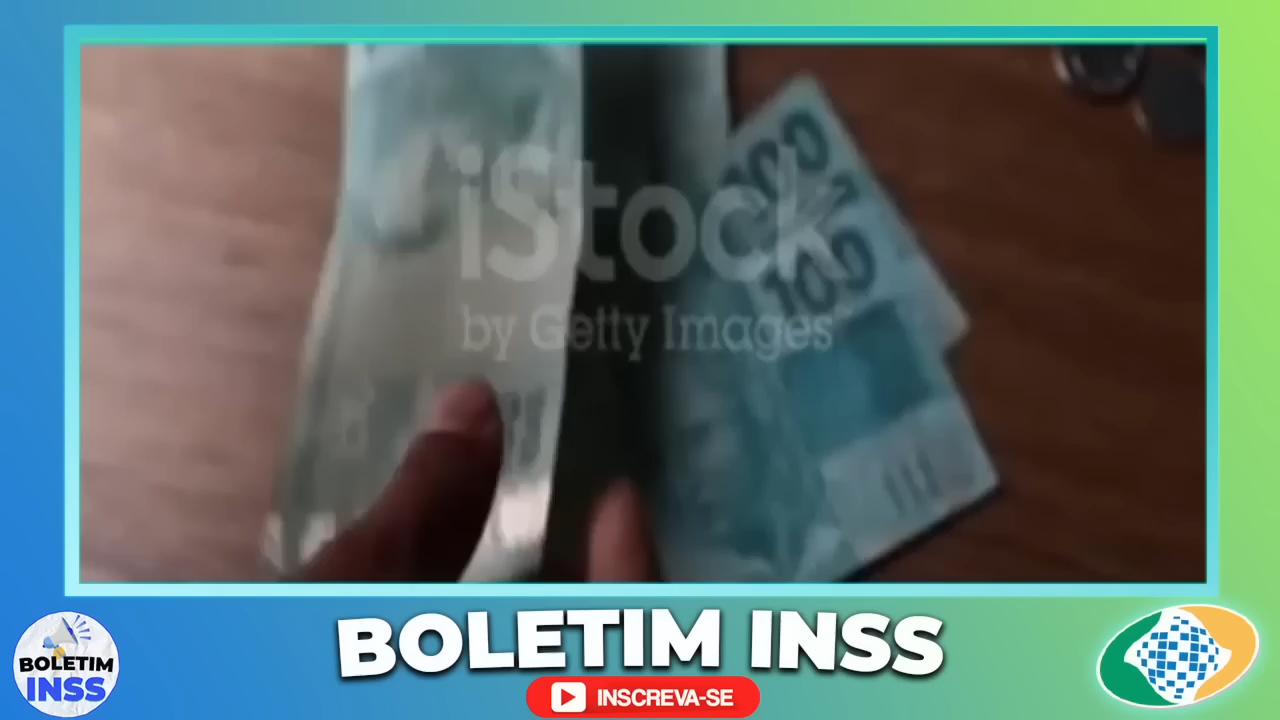 100
100
iStock
by Getty Images
BOLETIM INSS
INSCREVA-SE
BOLETIM
INSS